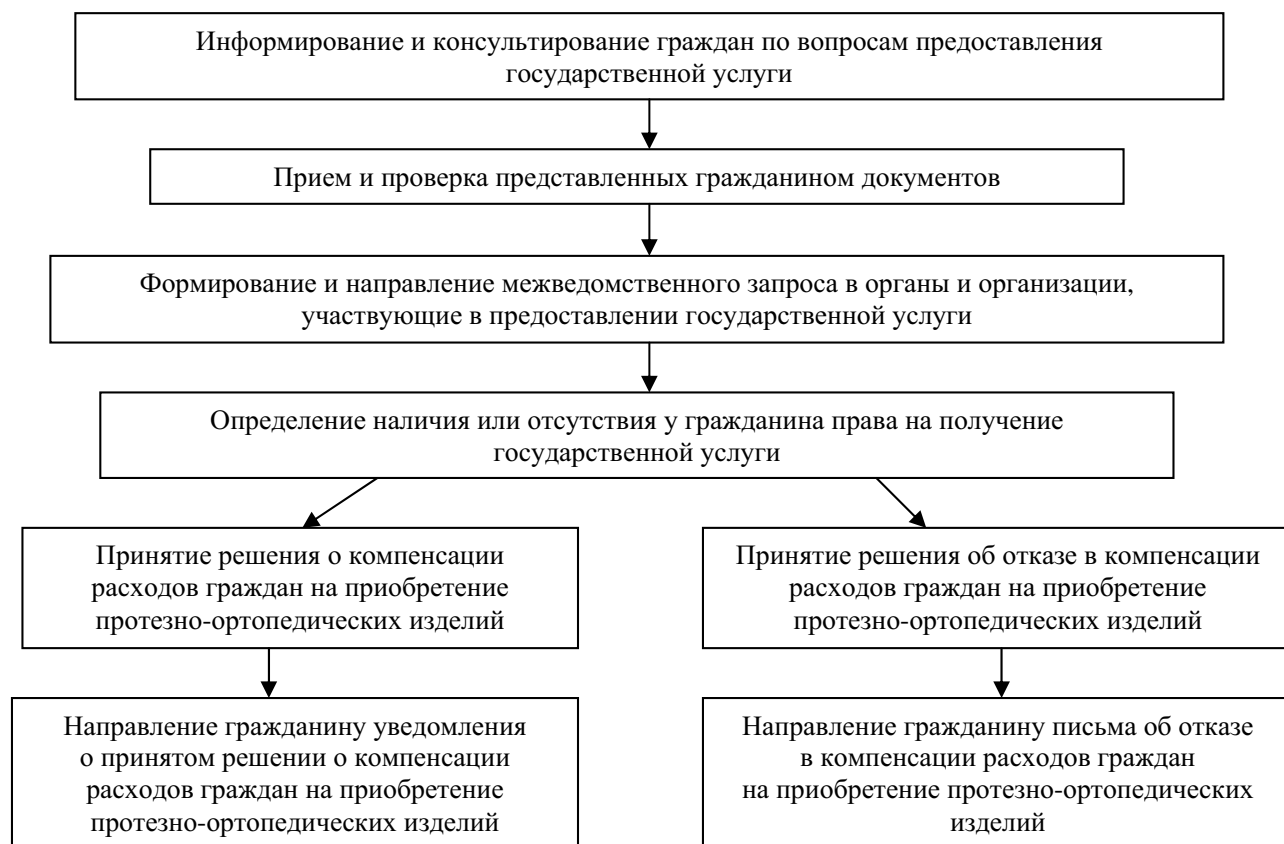 Информирование и консультирование граждан по вопросам предоставления
государственной услуги
Прием и проверка представленных гражданином документов
Формирование и направление межведомственного запроса в органы и организации,
участвующие в предоставлении государственной услуги
Определение наличия или отсутствия у гражданина права на получение
государственной услуги
Принятие решения о компенсации
расходов граждан на приобретение
протезно-ортопедических изделий
Принятие решения об отказе в компенсации
расходов граждан на приобретение
протезно-ортопедических изделий
Направление гражданину уведомления
о принятом решении о компенсации
расходов граждан на приобретение
протезно-ортопедических изделий
Направление гражданину письма об отказе
в компенсации расходов граждан
на приобретение протезно-ортопедических
изделий